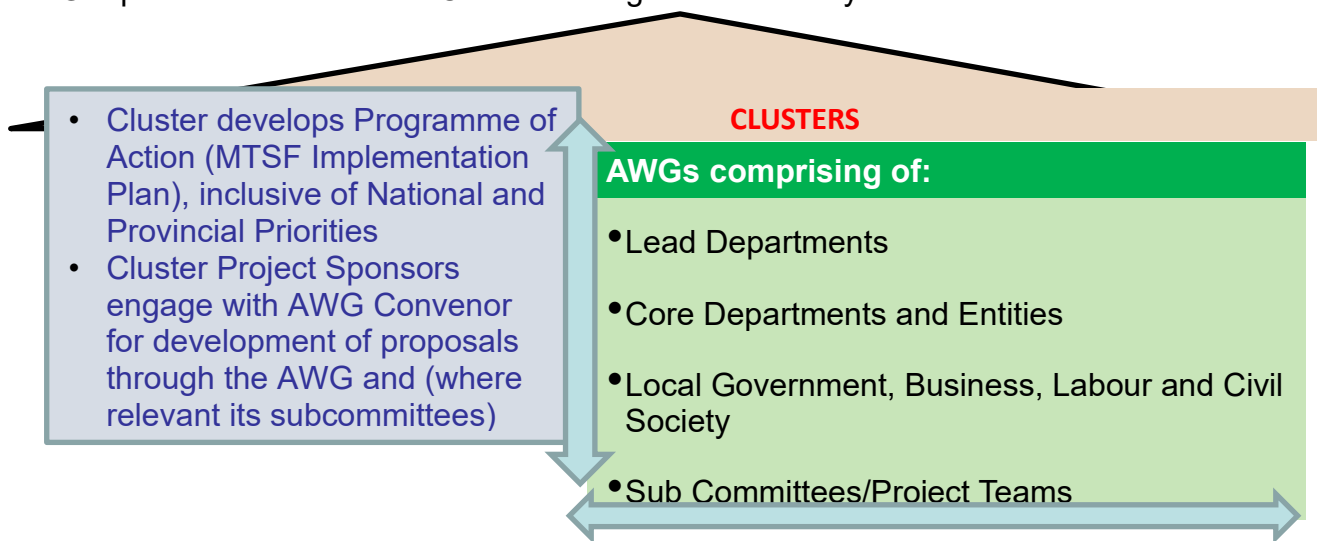 CLUSTERS
• Cluster develops Programme of
Action (MTSF Implementation
Plan), inclusive of National and
Provincial Priorities
• Cluster Project Sponsors
engage with AWG Convenor
for development of proposals
through the AWG and (where
relevant its subcommittees)
AWGs comprising of:
•Lead Departments
•Core Departments and Entities
•Local Government, Business, Labour and Civil
Society
•Sub Committees/Project Teams